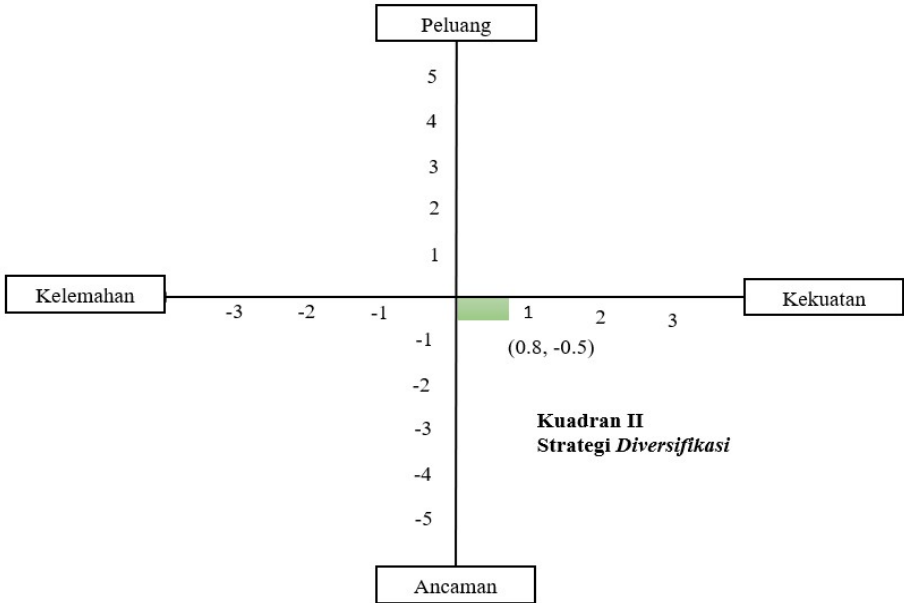 Peluang
5
4
3
2
1
Kelemahan
Kekuatan
-3 -2 -1 1 2 3
-1
(0.8, -0.5)
-2
-3
Kuadran II
Strategi Diversifikasi
-4
-5
Ancaman